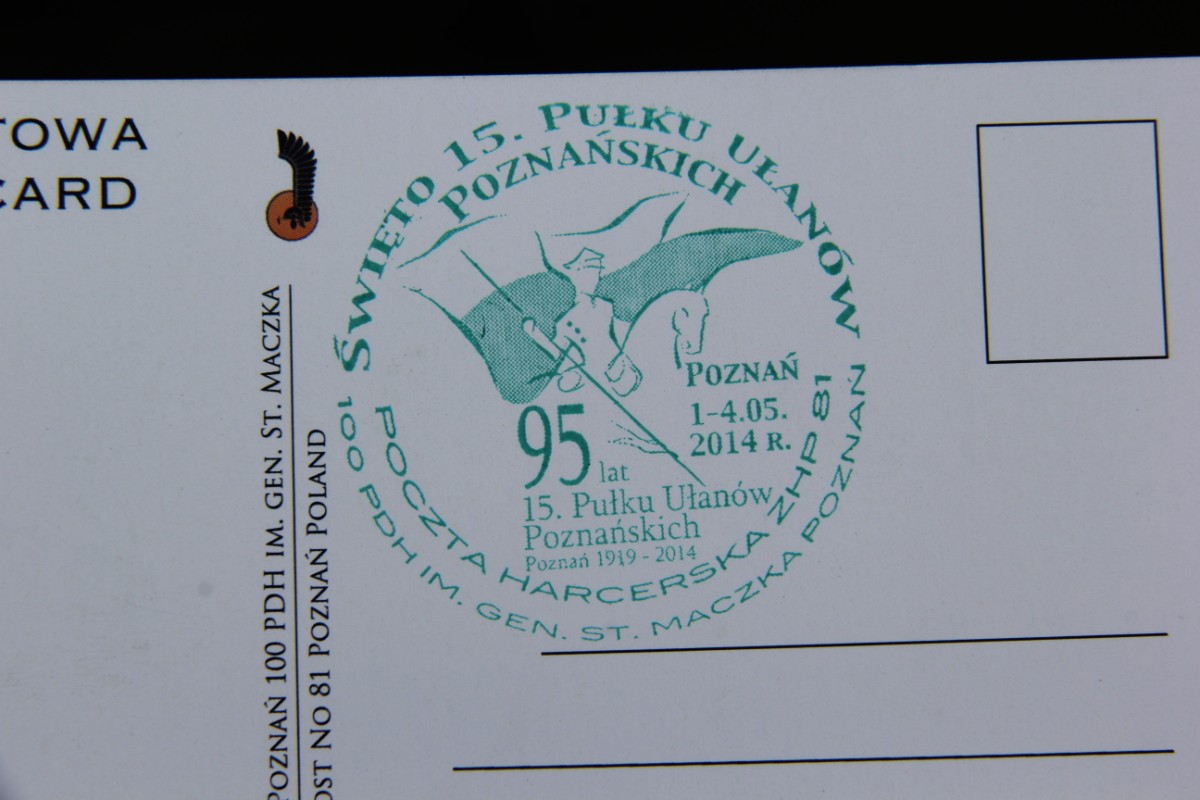 TOWA
CARD
POZNAŃ 100 PDH IM. GEN. ST. MACZKA
OST NO 81 POZNAŃ POLAND
ŚWIĘTO 15. PUŁKU UŁANÓW
POZNAŃSKICH
POZNAŃ
1-4.05.
2014 R.
95
lat
15. Pułku Ułanów
Poznańskich
Poznań 1919 - 2014
POCZTA HARCERSKA ZHP 81
100 PDH IM. GEN. ST. MACZKA POZNAŃ